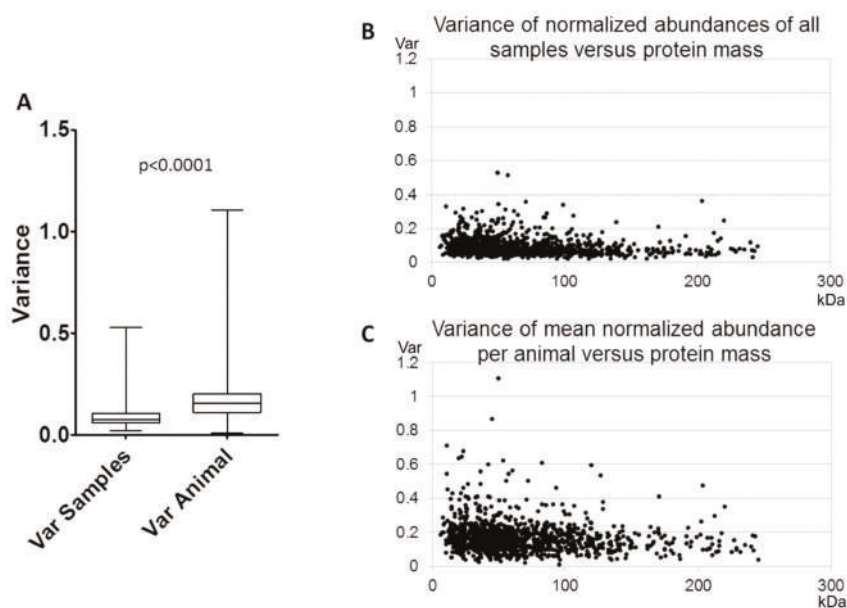 A
Variance
1.5
1.0
0.5
0.0
p<0.0001
Var Samples
Var Animal
B
Variance of normalized abundances of all
samples versus protein mass
Var
1.2
1
0.8
0.6
0.4
0.2
0
0
100
200
300
kDa
C
Variance of mean normalized abundance
per animal versus protein mass
Var
1.2
1
0.8
0.6
0.4
0.2
0
0
100
200
300
kDa